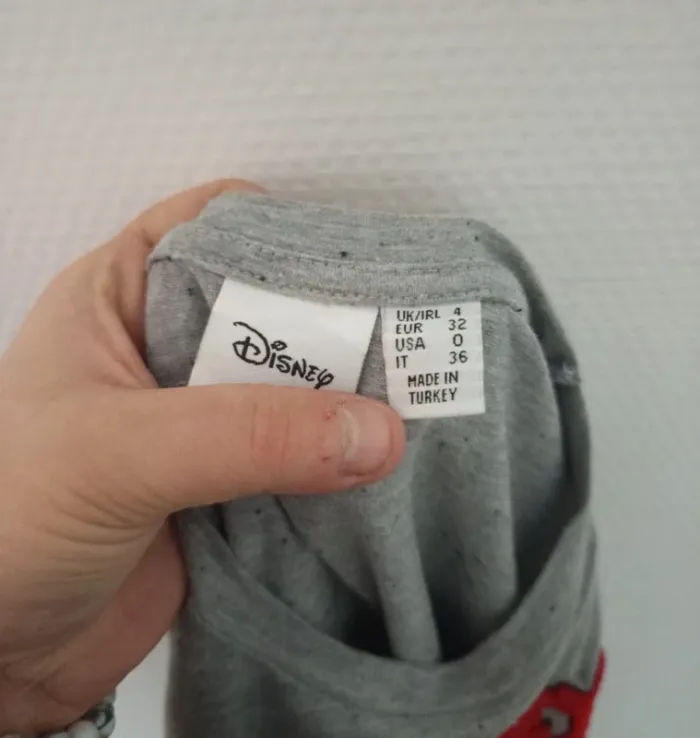 Disney
UK/IRL 4
EUR 32
USA 0
IT 36
MADE IN
TURKEY